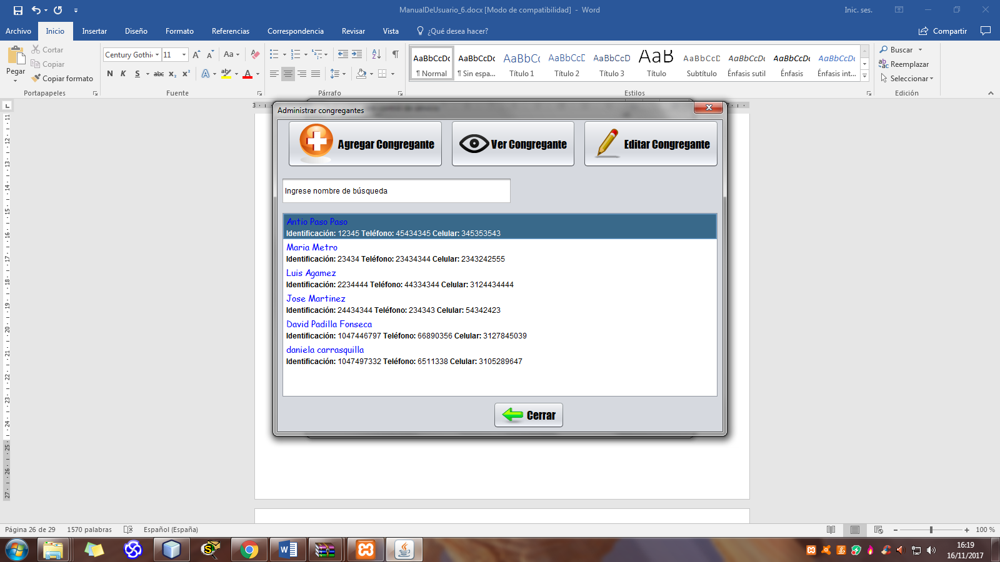 ManualDeUsuario_6.docx [Modo de compatibilidad] - Word
Inic. ses.
Archivo Inicio Insertar Diseño Formato Referencias Correspondencia Revisar Vista ¿Qué desea hacer? Compartir
Pegar
Cortar
Copiar
Copiar formato
Portapapeles
Century Gothi 11
N K S abc x₂ x²
Fuente
Párrafo
AaBbCcDc AaBbCcDc AaBbCc AaBbCcD AaBbCcD AaB AaBbCcD AaBbCcDc AaBbCcDc AaBbCcDc
¶ Normal ¶ Sin espa... Título 1 Título 2 Título 3 Título Subtítulo Énfasis sutil Énfasis Énfasis int...
Estilos
Buscar
Reemplazar
Seleccionar
Edición
Administrar congregantes
Agregar Congregante Ver Congregante Editar Congregante
Ingrese nombre de búsqueda
Antio Paso Paso
Identificación: 12345 Teléfono: 45434345 Celular: 345353543
Maria Metro
Identificación: 23434 Teléfono: 23434344 Celular: 2343242555
Luis Agamez
Identificación: 2234444 Teléfono: 44334344 Celular: 3124434444
Jose Martinez
Identificación: 24434344 Teléfono: 234343 Celular: 54342423
David Padilla Fonseca
Identificación: 1047446797 Teléfono: 66890356 Celular: 3127845039
daniela carrasquilla
Identificación: 1047497332 Teléfono: 6511338 Celular: 3105289647
Cerrar
Página 26 de 29 1570 palabras Español (España) 100 %
16:19
16/11/2017